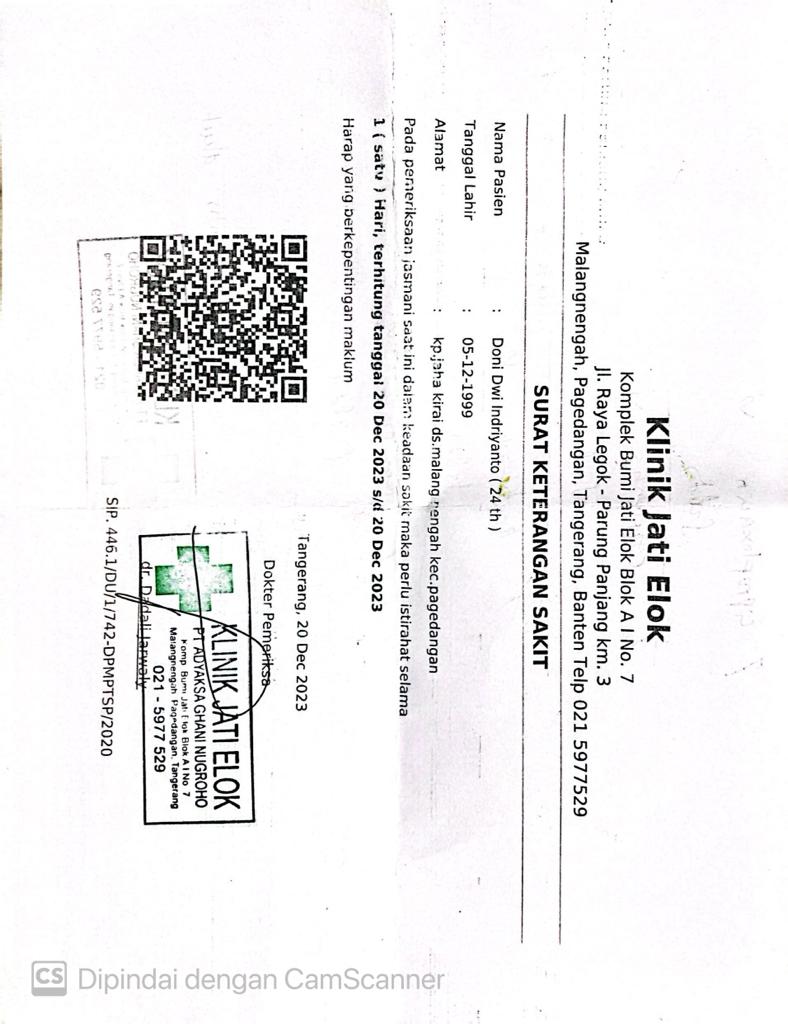 Klinik Jati Elok
Komplek Bumi Jati Elok Blok A I No. 7
Jl. Raya Legok - Parung Panjang km. 3
Malangnengah, Pagedangan, Tangerang, Banten Telp 021 5977529
SURAT KETERANGAN SAKIT
Nama Pasien : Doni Dwi Indriyanto ( 24 th )
Tanggal Lahir : 05-12-1999
Alamat : kp.jaha kirai ds.malang nengah kec.pagedangan
Pada pemeriksaan jasmani saat ini dalam keadaan sakit maka perlu istirahat selama
1 ( satu ) Hari, terhitung tanggal 20 Dec 2023 s/d 20 Dec 2023
Harap yang berkepentingan maklum
Tangerang, 20 Dec 2023
Dokter Pemeriksa
KLINIK JATI ELOK
PT ADYAKSA GHANI NUGROHO
Komp. Bumi Jati Elok Blok A I No. 7
Malangnengah Pagedangan, Tangerang
021 - 5977 529
dr. Dadali Jarwaly
SIP. 446.1/DU/1/742-DPMPTSP/2020
CS Dipindai dengan CamScanner